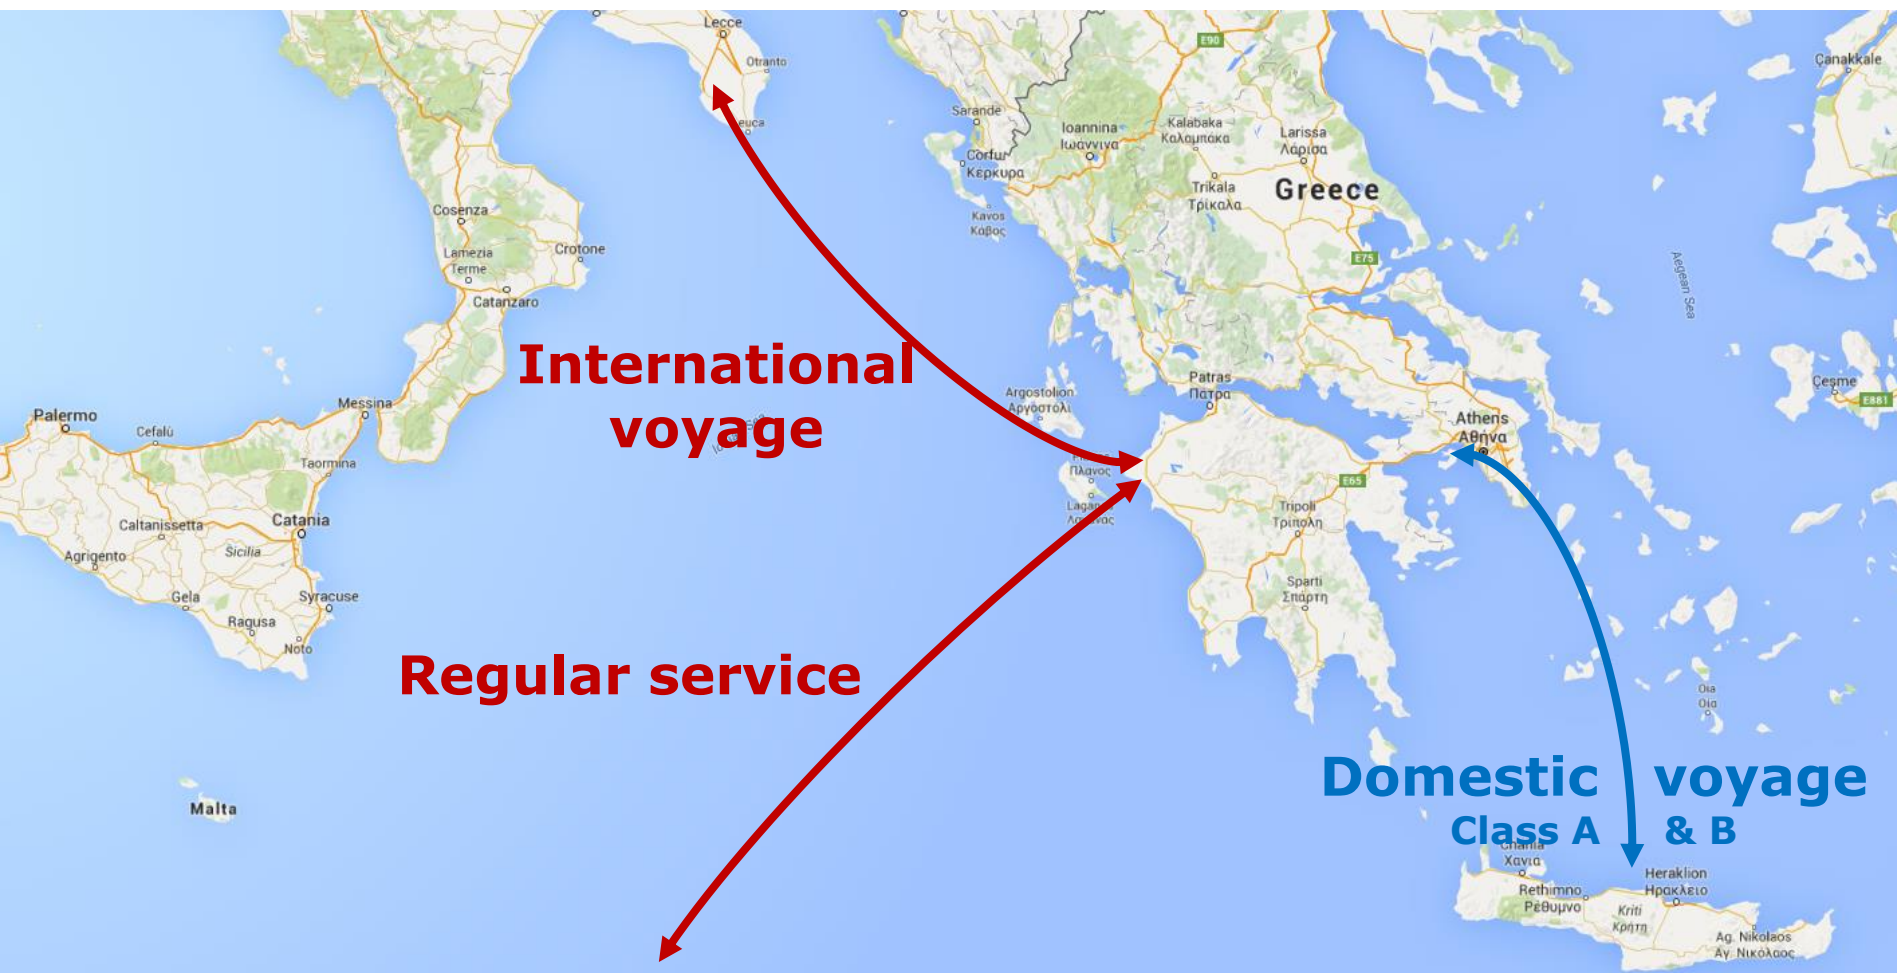 Lecce
Otranto
E90
Çanakkale
Sarandë
Ioannina
Ιωάννινα
Kalabaka
Καλαμπάκα
Larissa
Λάρισα
Corfu
Κέρκυρα
Trikala
Τρίκαλα
Greece
Kavos
Κάβος
Cosenza
Crotone
Lamezia
Terme
Catanzaro
E75
Aegean Sea
International
voyage
Patras
Πάτρα
Argostolion
Αργοστόλι
Çeşme
E881
Palermo
Cefalù
Messina
Athens
Αθήνα
Taormina
Πλάνος
E65
Tripoli
Τρίπολη
Caltanissetta
Catania
Agrigento
Sicilia
Gela
Syracuse
Ragusa
Noto
Sparti
Σπάρτη
Regular service
Oia
Οία
Malta
Domestic voyage
Class A & B
Chania
Χανιά
Heraklion
Ηράκλειο
Rethimno
Ρέθυμνο
Kriti
Κρήτη
Ag. Nikolaos
Αγ. Νικόλαος